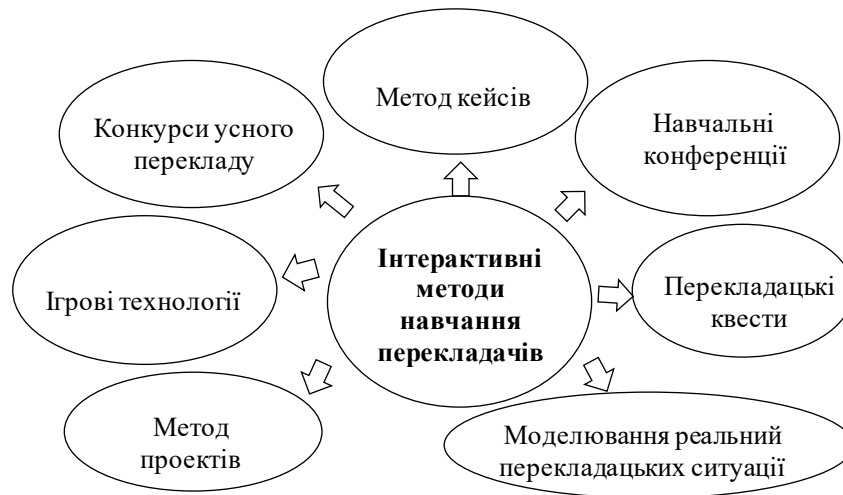 Метод кейсів
Конкурси усного
перекладу
Навчальні
конференції
Інтерактивні
методи
навчання
перекладачів
Ігрові технології
Перекладацькі
квести
Метод
проектів
Моделювання реальний
перекладацьких ситуації